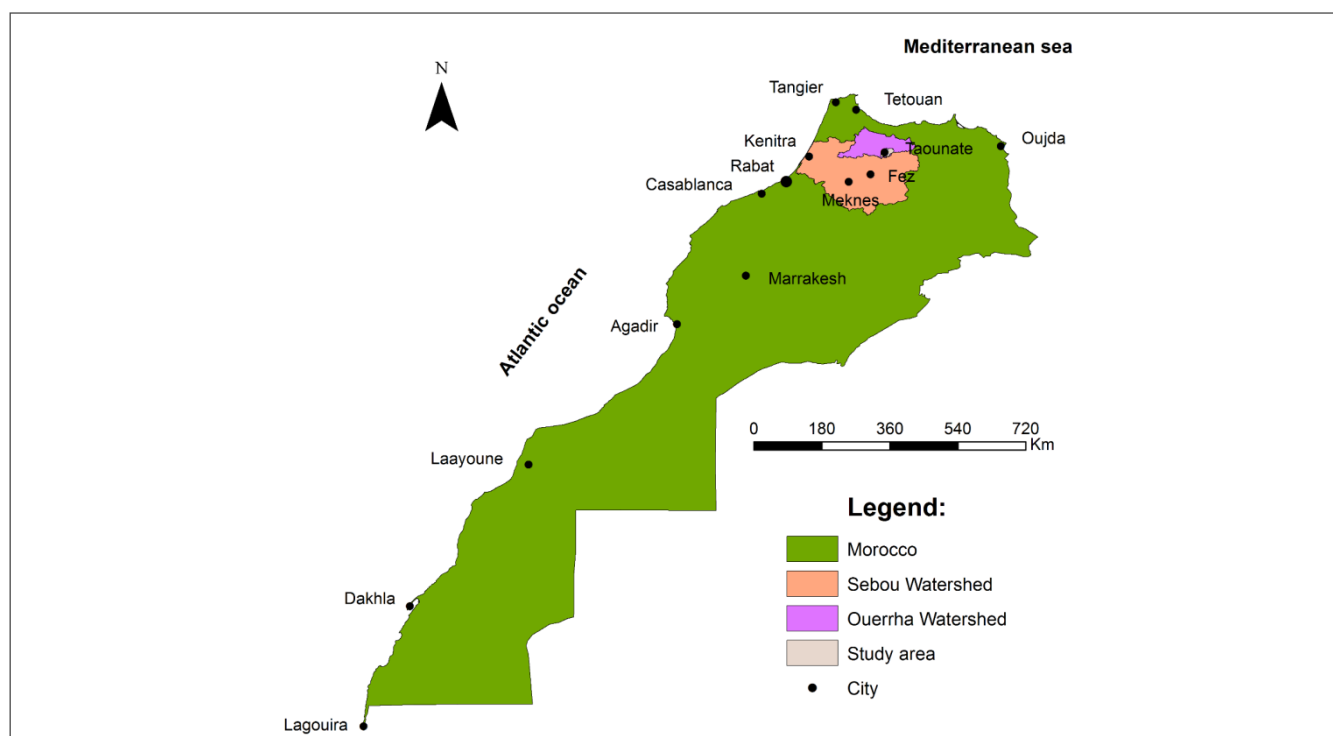 Mediterranean sea
N
Tangier
Tetouan
Kenitra
Taounate
Oujda
Rabat
Fez
Casablanca
Meknes
Marrakesh
Atlantic ocean
Agadir
0 180 360 540 720
Km
Laayoune
Legend:
Morocco
Sebou Watershed
Dakhla
Ouerrha Watershed
Study area
City
Lagouira